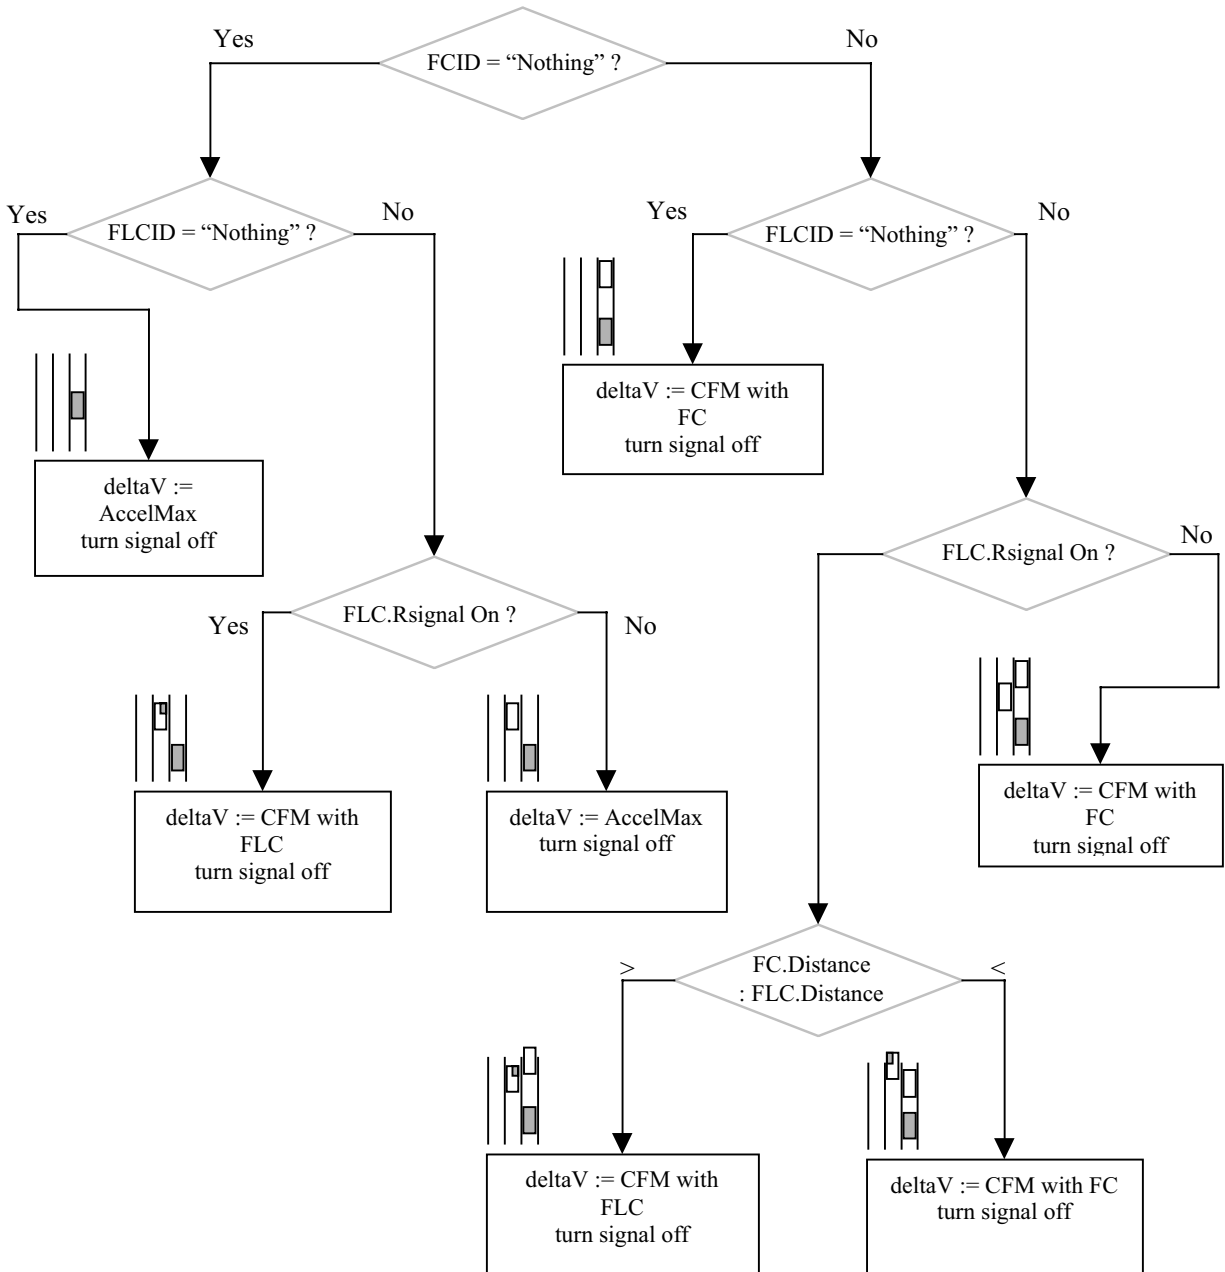 Yes
FCID = “Nothing” ?
No
Yes
FLCID = “Nothing” ?
No
Yes
FLCID = “Nothing” ?
No
deltaV := CFM with
FC
turn signal off
deltaV :=
AccelMax
turn signal off
FLC.Rsignal On ?
No
Yes
FLC.Rsignal On ?
No
deltaV := CFM with
FC
turn signal off
deltaV := CFM with
FLC
turn signal off
deltaV := AccelMax
turn signal off
>
FC.Distance
: FLC.Distance
<
deltaV := CFM with
FLC
turn signal off
deltaV := CFM with FC
turn signal off